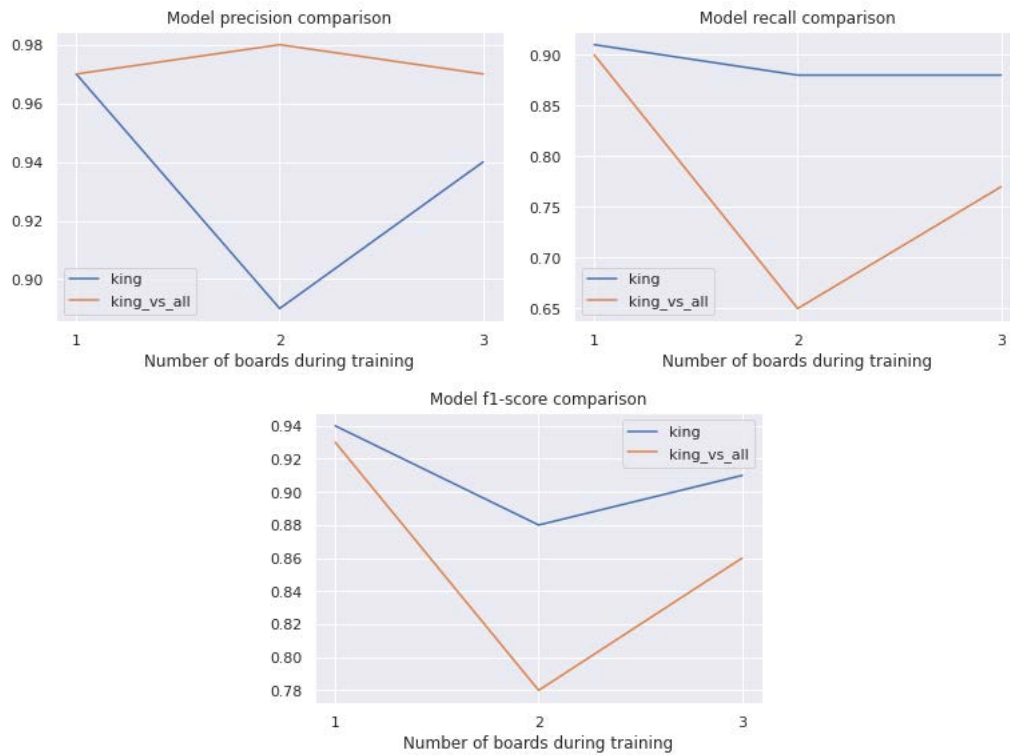 Model precision comparison
0.98
0.96
0.94
0.92
0.90
king
king_vs_all
1 2 3
Number of boards during training
Model recall comparison
0.90
0.85
0.80
0.75
0.70
0.65
king
king_vs_all
1 2 3
Number of boards during training
Model f1-score comparison
0.94
0.92
0.90
0.88
0.86
0.84
0.82
0.80
0.78
king
king_vs_all
1 2 3
Number of boards during training